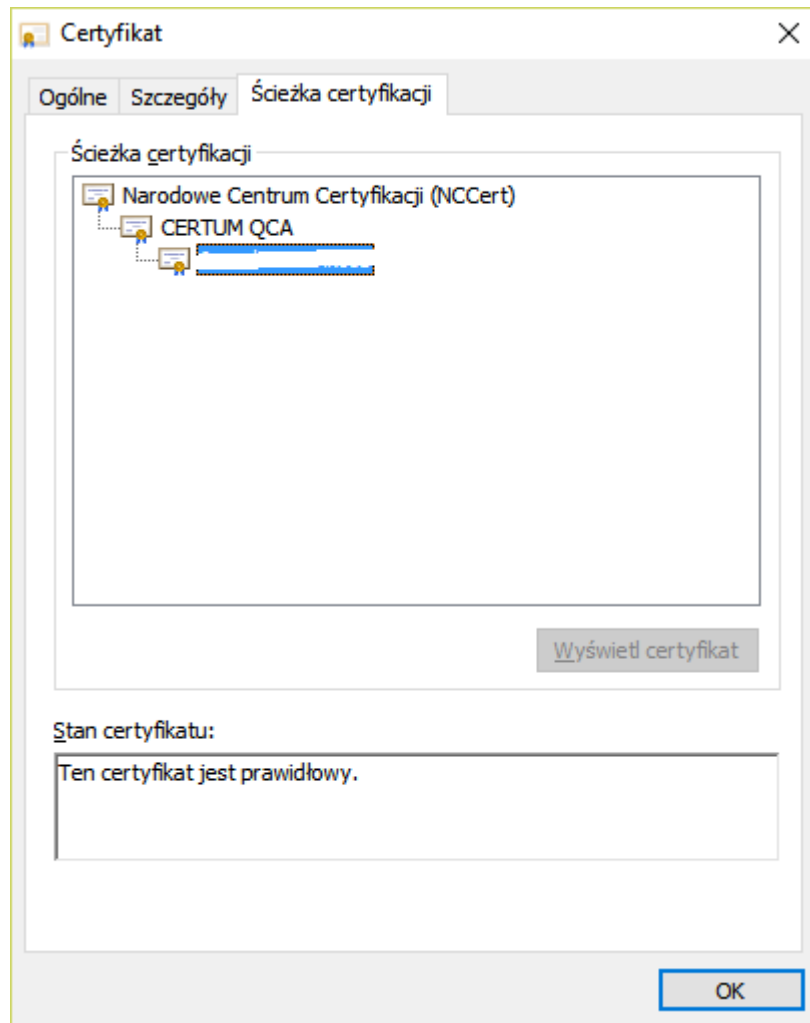 Certyfikat
Ogólne Szczegóły Ścieżka certyfikacji
Ścieżka certyfikacji
Narodowe Centrum Certyfikacji (NCCert)
CERTUM QCA
Wyświetl certyfikat
Stan certyfikatu:
Ten certyfikat jest prawidłowy.
OK